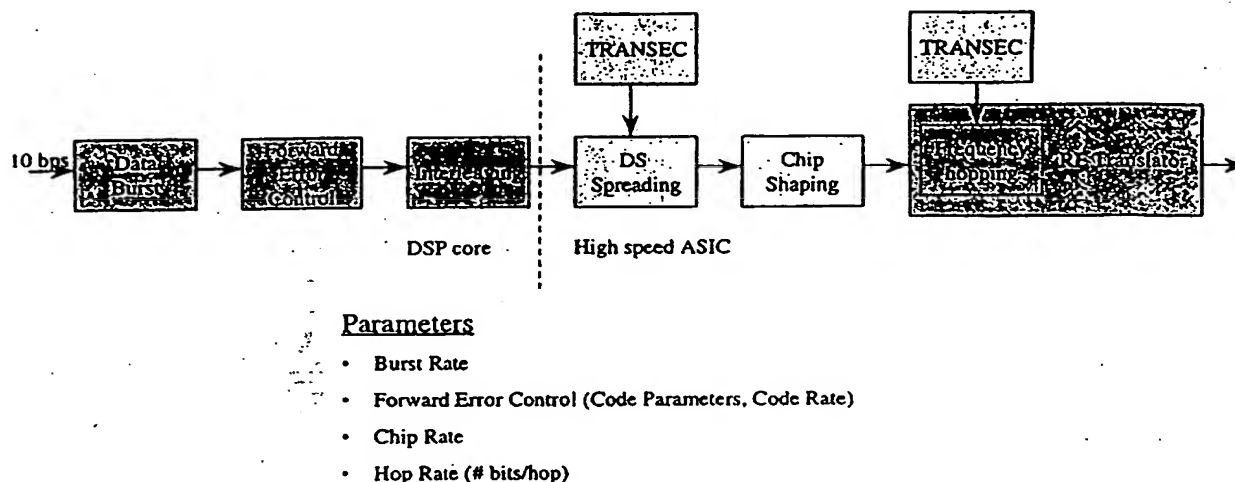 TRANSEC
TRANSEC
10 bps
Data
Burst
Forward
Error
Control
Interleaving
DS
Spreading
Chip
Shaping
Frequency
hopping
RF Translator
DSP core
High speed ASIC
Parameters
• Burst Rate
• Forward Error Control (Code Parameters, Code Rate)
• Chip Rate
• Hop Rate (# bits/hop)